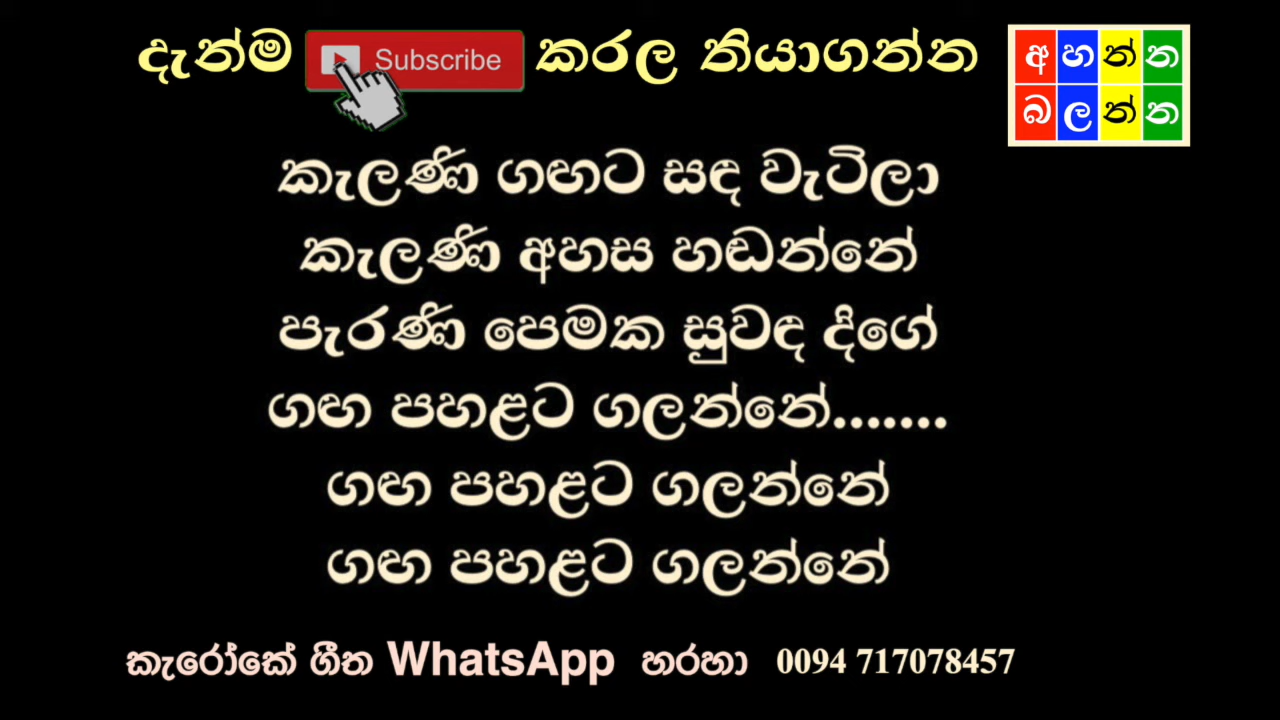 දැන්ම Subscribe කරල තියාගන්න
අහන්න
බලන්න
කැලණි ගඟට සඳ වැටිලා
කැලණි අහස හඬන්නේ
පැරණි පෙමක සුවඳ දිගේ
ගඟ පහළට ගලන්නේ.......
ගඟ පහළට ගලන්නේ
ගඟ පහළට ගලන්නේ
කැරෝකේ ගීත WhatsApp හරහා 0094 717078457